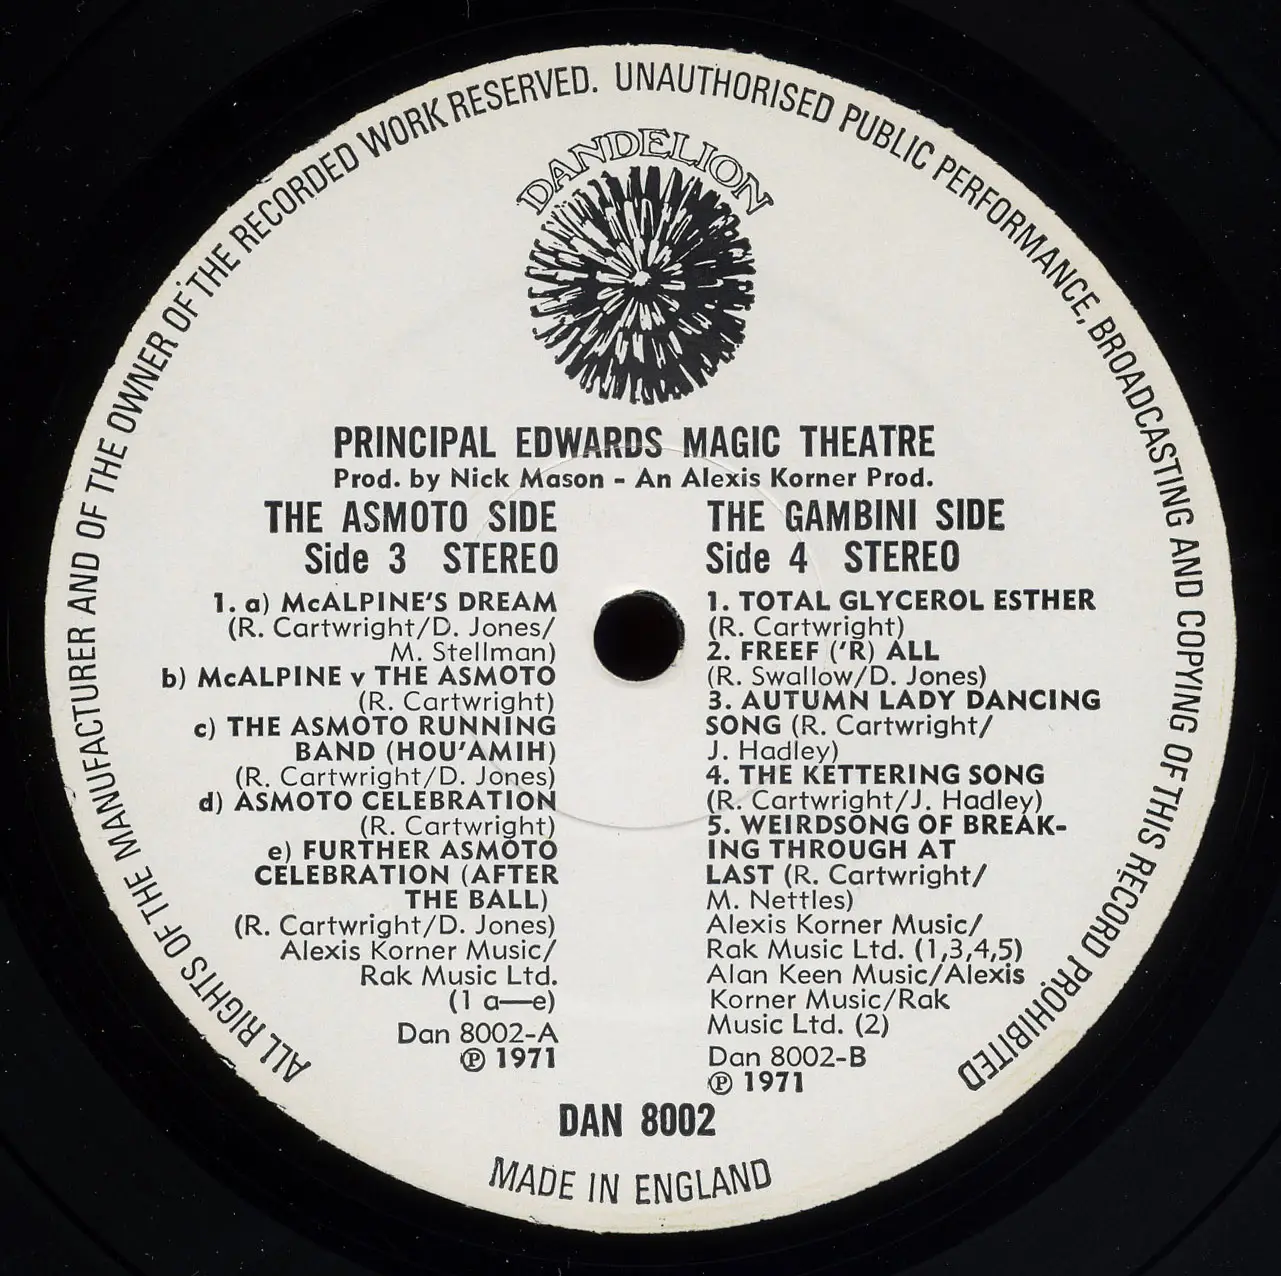 ALL RIGHTS OF THE MANUFACTURER AND OF THE OWNER OF THE RECORDED WORK RESERVED. UNAUTHORISED PUBLIC PERFORMANCE, BROADCASTING AND COPYING OF THIS RECORD PROHIBITED
DANDELION
PRINCIPAL EDWARDS MAGIC THEATRE
Prod. by Nick Mason - An Alexis Korner Prod.
THE ASMOTO SIDE
Side 3 STEREO
1. a) McALPINE'S DREAM
(R. Cartwright/D. Jones/
M. Stellman)
b) McALPINE v THE ASMOTO
(R. Cartwright)
c) THE ASMOTO RUNNING
BAND (HOU'AMIH)
(R. Cartwright/D. Jones)
d) ASMOTO CELEBRATION
(R. Cartwright)
e) FURTHER ASMOTO
CELEBRATION (AFTER
THE BALL)
(R. Cartwright/D. Jones)
Alexis Korner Music/
Rak Music Ltd.
(1 a—e)
Dan 8002-A
℗ 1971
THE GAMBINI SIDE
Side 4 STEREO
1. TOTAL GLYCEROL ESTHER
(R. Cartwright)
2. FREEF ('R) ALL
(R. Swallow/D. Jones)
3. AUTUMN LADY DANCING
SONG (R. Cartwright/
J. Hadley)
4. THE KETTERING SONG
(R. Cartwright/J. Hadley)
5. WEIRDSONG OF BREAK-
ING THROUGH AT
LAST (R. Cartwright/
M. Nettles)
Alexis Korner Music/
Rak Music Ltd. (1,3,4,5)
Alan Keen Music/Alexis
Korner Music/Rak
Music Ltd. (2)
Dan 8002-B
℗ 1971
DAN 8002
MADE IN ENGLAND